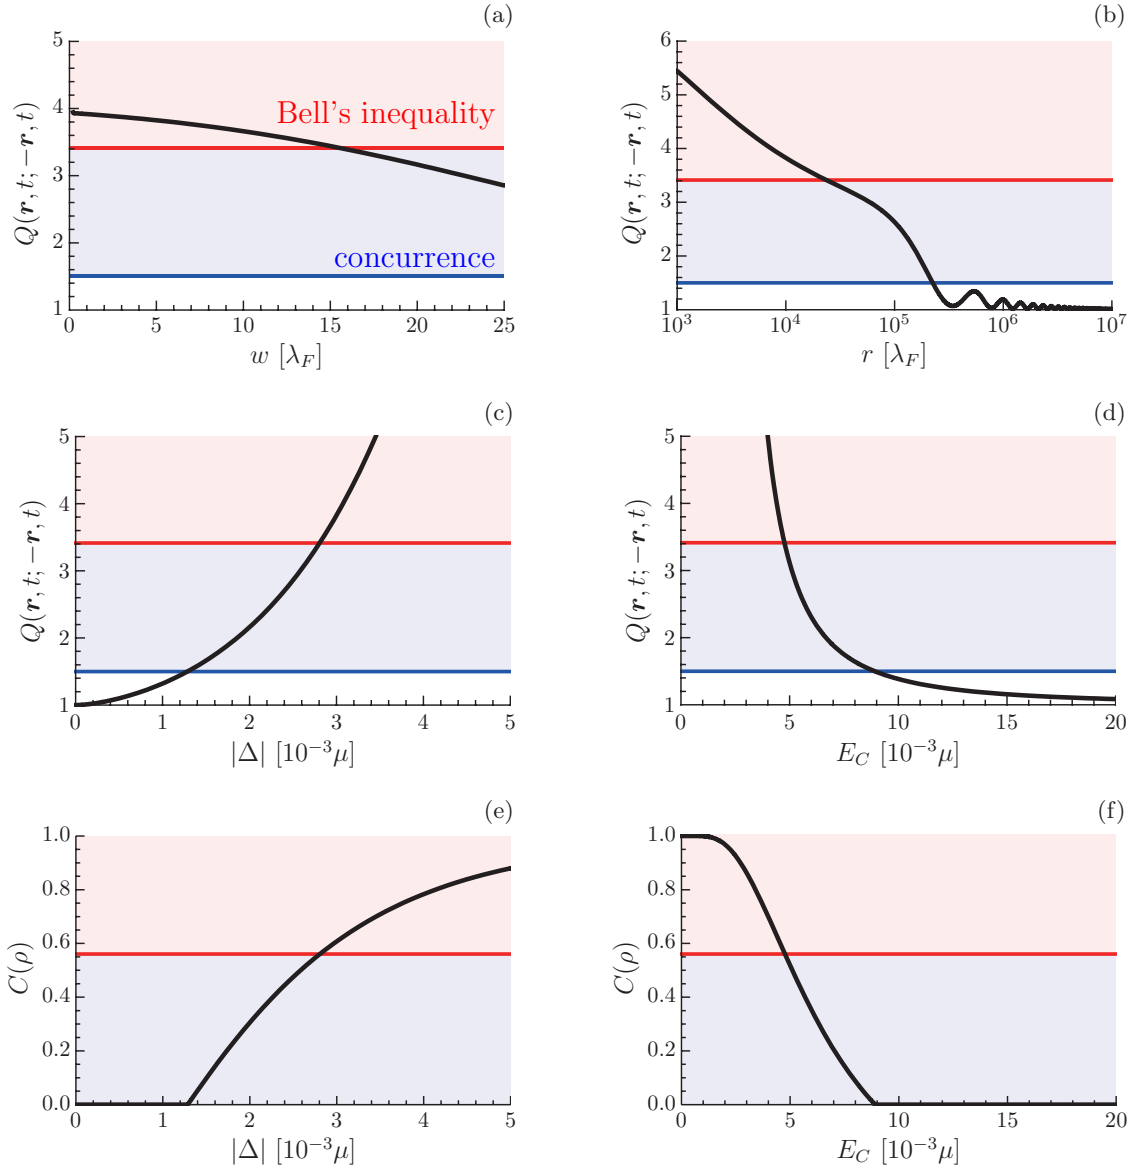 (a)
5
4
3
2
1
Q(r, t; −r, t)
Bell's inequality
concurrence
0 5 10 15 20 25
w [λ_F]
(b)
6
5
4
3
2
1
Q(r, t; −r, t)
10³ 10⁴ 10⁵ 10⁶ 10⁷
r [λ_F]
(c)
5
4
3
2
1
Q(r, t; −r, t)
0 1 2 3 4 5
|Δ| [10⁻³μ]
(d)
5
4
3
2
1
Q(r, t; −r, t)
0 5 10 15 20
E_C [10⁻³μ]
(e)
1.0
0.8
0.6
0.4
0.2
0.0
C(ρ)
0 1 2 3 4 5
|Δ| [10⁻³μ]
(f)
1.0
0.8
0.6
0.4
0.2
0.0
C(ρ)
0 5 10 15 20
E_C [10⁻³μ]